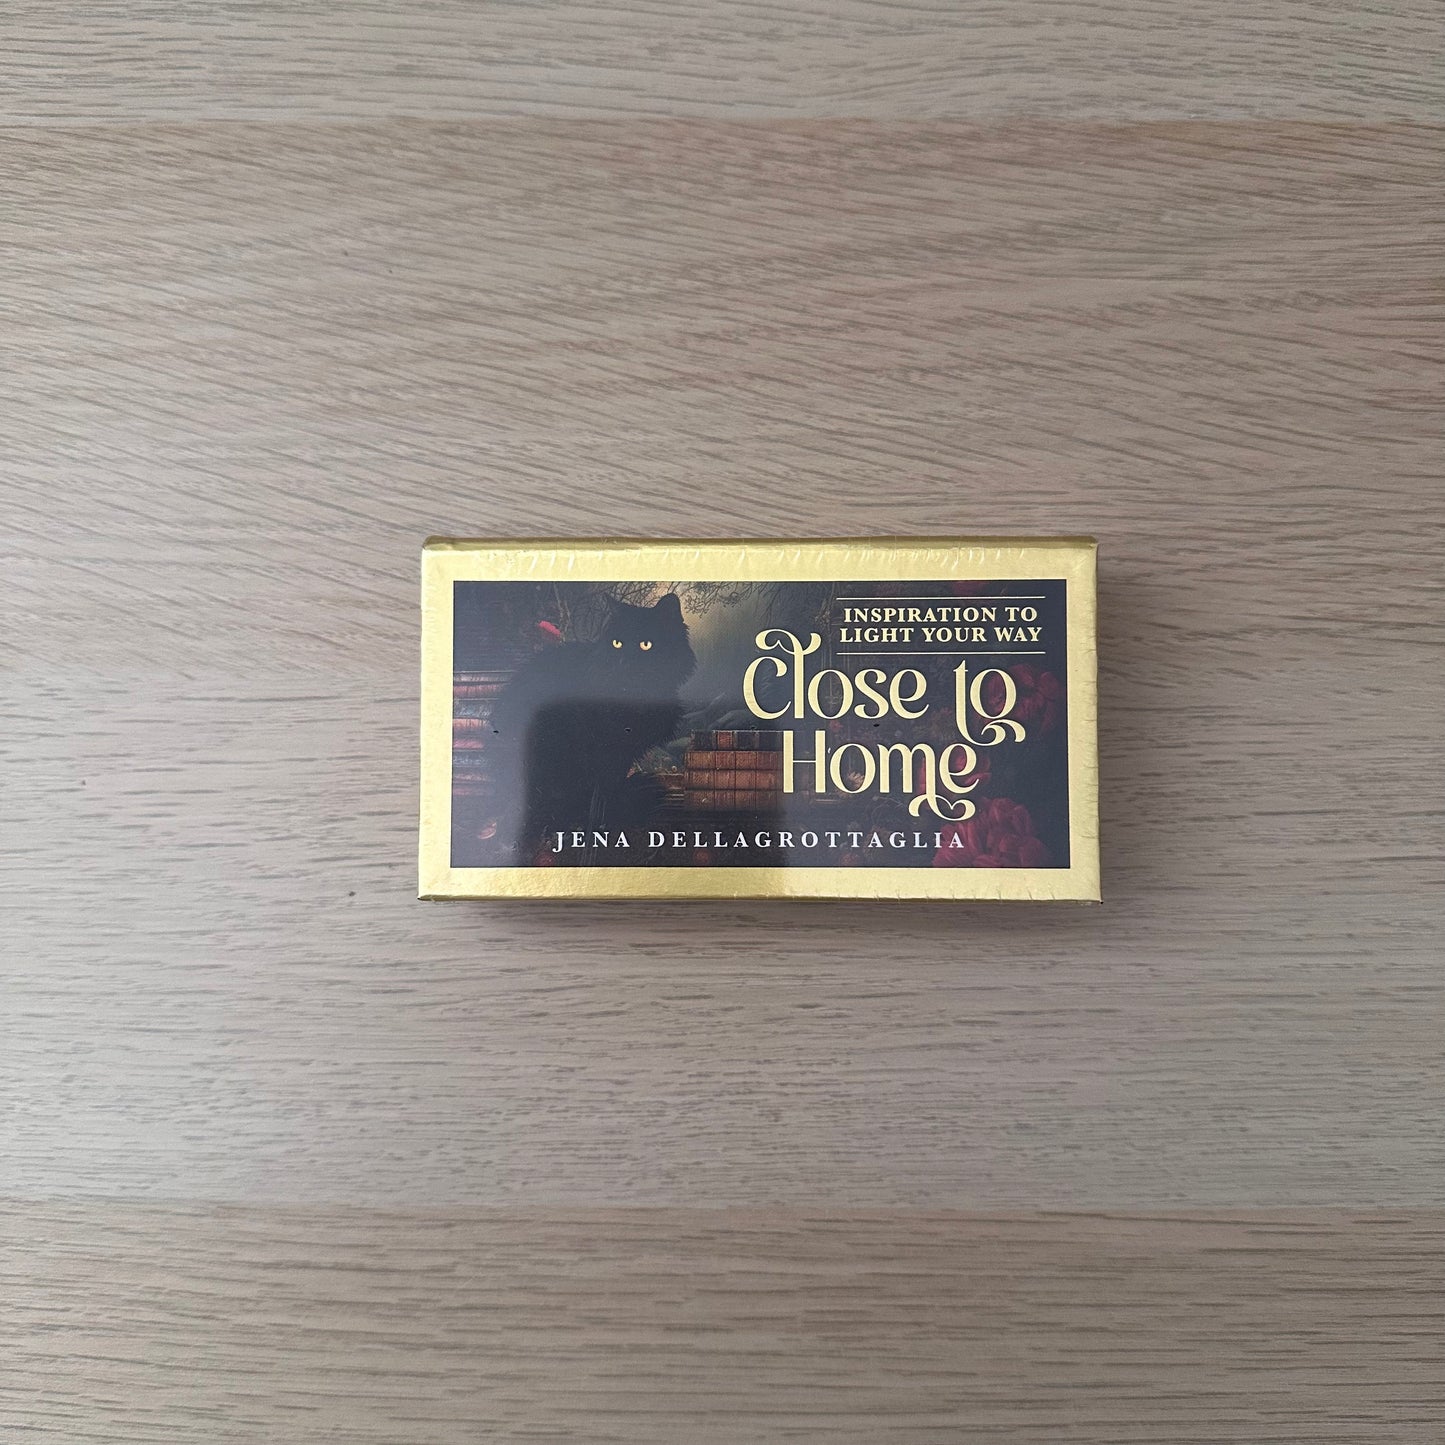 INSPIRATION TO
LIGHT YOUR WAY
Close to
Home
JENA DELLAGROTTAGLIA